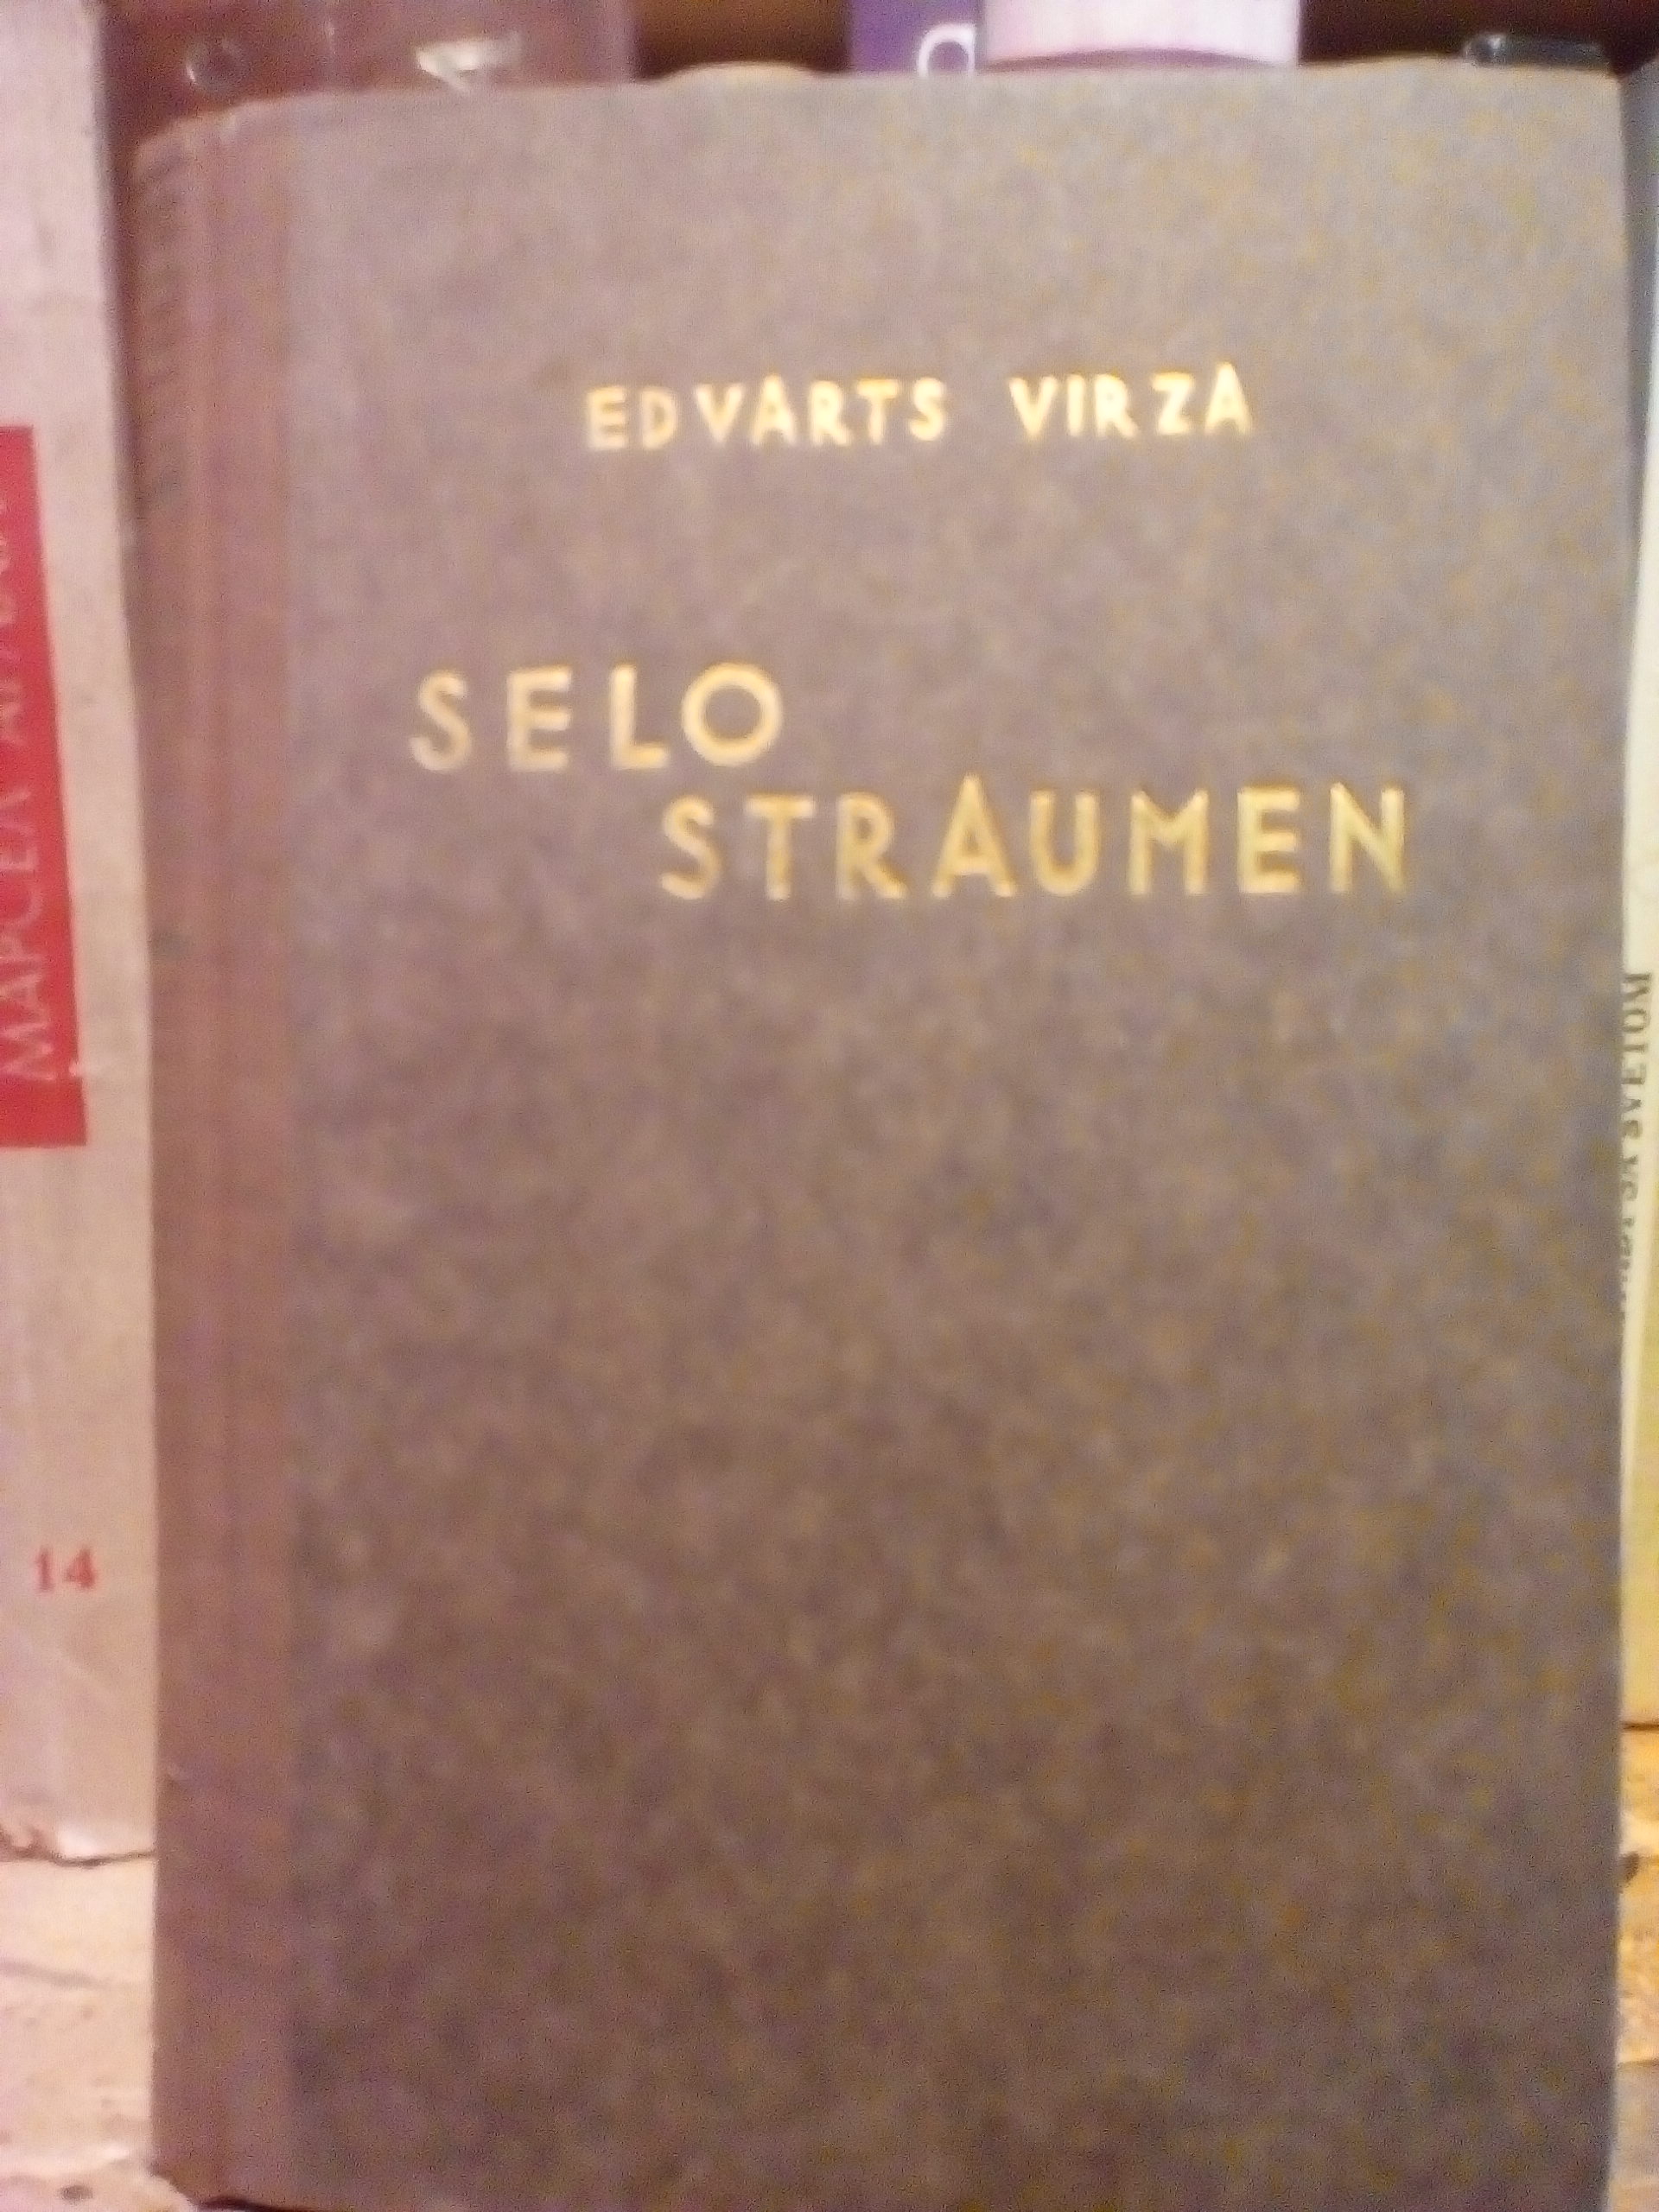 EDVARTS VIRZA
SELO
STRAUMEN
14